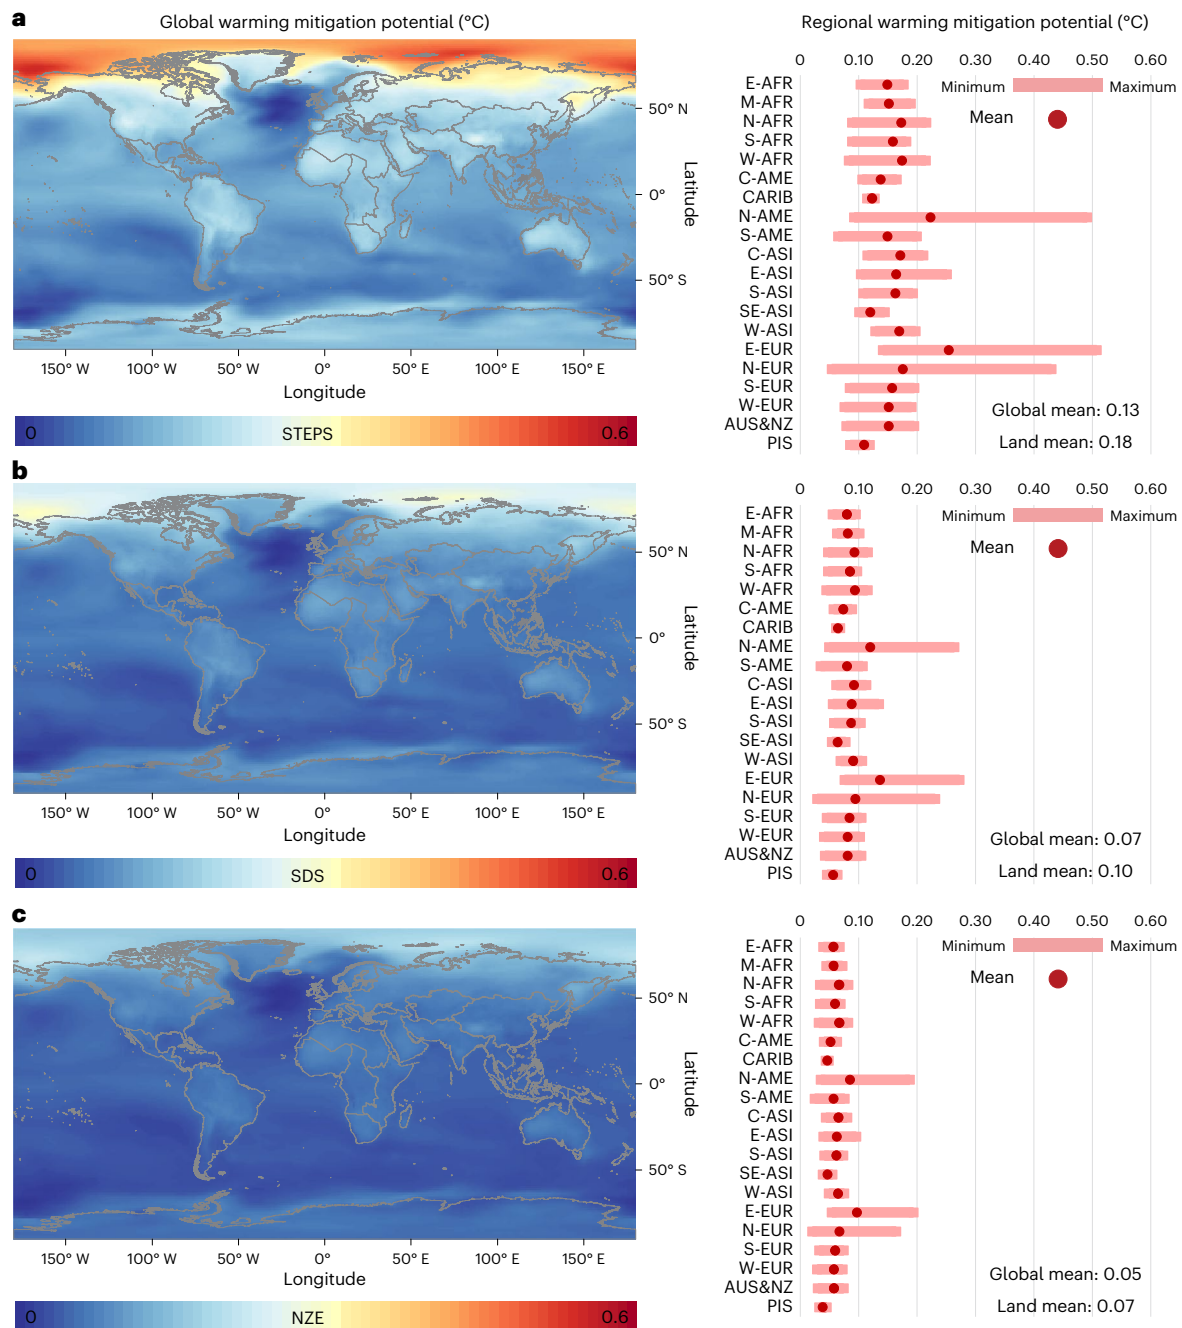 a
Global warming mitigation potential (°C)
50° N
0°
50° S
Latitude
150° W 100° W 50° W 0° 50° E 100° E 150° E
Longitude
0 STEPS 0.6
Regional warming mitigation potential (°C)
0 0.10 0.20 0.30 0.40 0.50 0.60
Minimum Maximum
Mean
E-AFR
M-AFR
N-AFR
S-AFR
W-AFR
C-AME
CARIB
N-AME
S-AME
C-ASI
E-ASI
S-ASI
SE-ASI
W-ASI
E-EUR
N-EUR
S-EUR
W-EUR
AUS&NZ
PIS
Global mean: 0.13
Land mean: 0.18
b
50° N
0°
50° S
Latitude
150° W 100° W 50° W 0° 50° E 100° E 150° E
Longitude
0 SDS 0.6
0 0.10 0.20 0.30 0.40 0.50 0.60
Minimum Maximum
Mean
E-AFR
M-AFR
N-AFR
S-AFR
W-AFR
C-AME
CARIB
N-AME
S-AME
C-ASI
E-ASI
S-ASI
SE-ASI
W-ASI
E-EUR
N-EUR
S-EUR
W-EUR
AUS&NZ
PIS
Global mean: 0.07
Land mean: 0.10
c
50° N
0°
50° S
Latitude
150° W 100° W 50° W 0° 50° E 100° E 150° E
Longitude
0 NZE 0.6
0 0.10 0.20 0.30 0.40 0.50 0.60
Minimum Maximum
Mean
E-AFR
M-AFR
N-AFR
S-AFR
W-AFR
C-AME
CARIB
N-AME
S-AME
C-ASI
E-ASI
S-ASI
SE-ASI
W-ASI
E-EUR
N-EUR
S-EUR
W-EUR
AUS&NZ
PIS
Global mean: 0.05
Land mean: 0.07